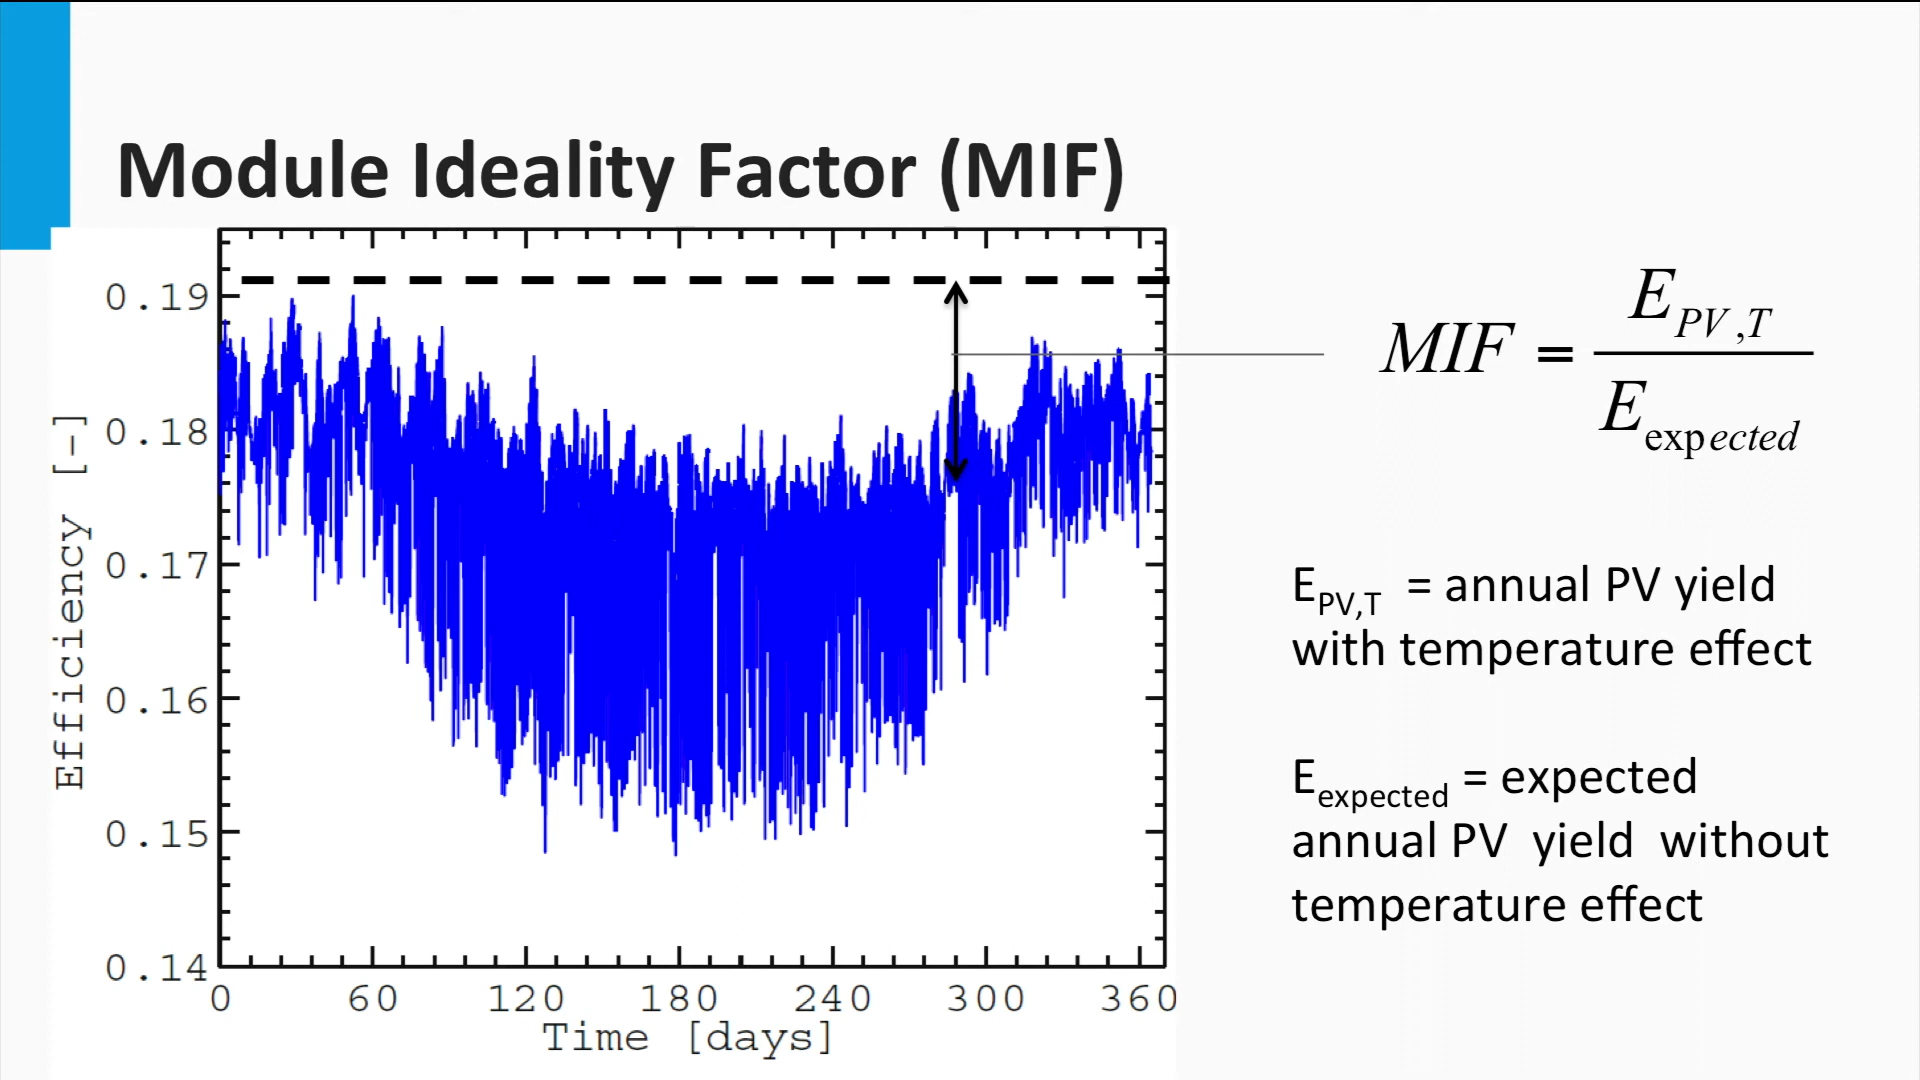 Module Ideality Factor (MIF)
0.19
0.18
0.17
0.16
0.15
0.14
Efficiency [-]
0 60 120 180 240 300 360
Time [days]
MIF = E_PV,T / E_expected
E_PV,T = annual PV yield
with temperature effect
E_expected = expected
annual PV yield without
temperature effect